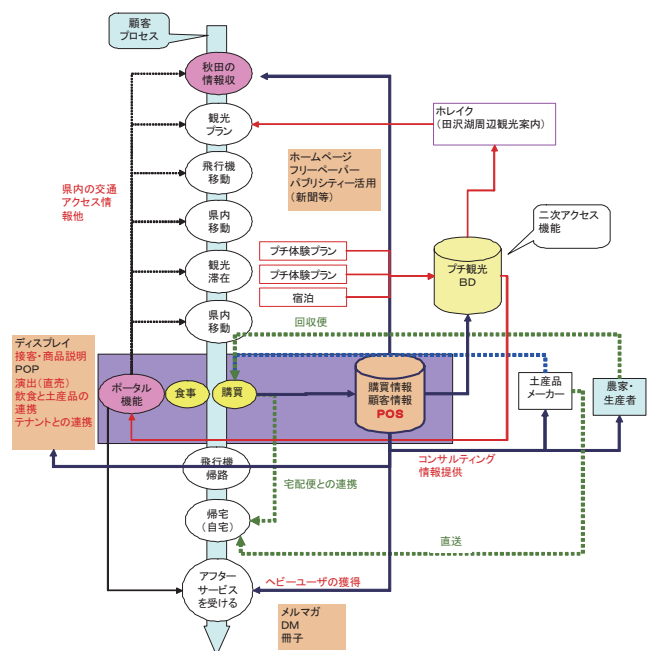 顧客
プロセス
秋田の
情報収
観光
プラン
ホレイク
(田沢湖周辺観光案内)
飛行機
移動
ホームページ
フリーペーパー
パブリシティー活用
(新聞等)
県内の交通
アクセス情
報他
県内
移動
二次アクセス
機能
観光
滞在
プチ体験プラン
プチ体験プラン
宿泊
プチ観光
BD
県内
移動
回収便
ディスプレイ
接客・商品説明
POP
演出(直売)
飲食と土産品の
連携
テナントとの連携
ポータル
機能
食事
購買
購買情報
顧客情報
POS
土産品
メーカー
農家・
生産者
飛行機
帰路
宅配便との連携
コンサルティング
情報提供
帰宅
(自宅)
直送
アフター
サービス
を受ける
ヘビーユーザの獲得
メルマガ
DM
冊子